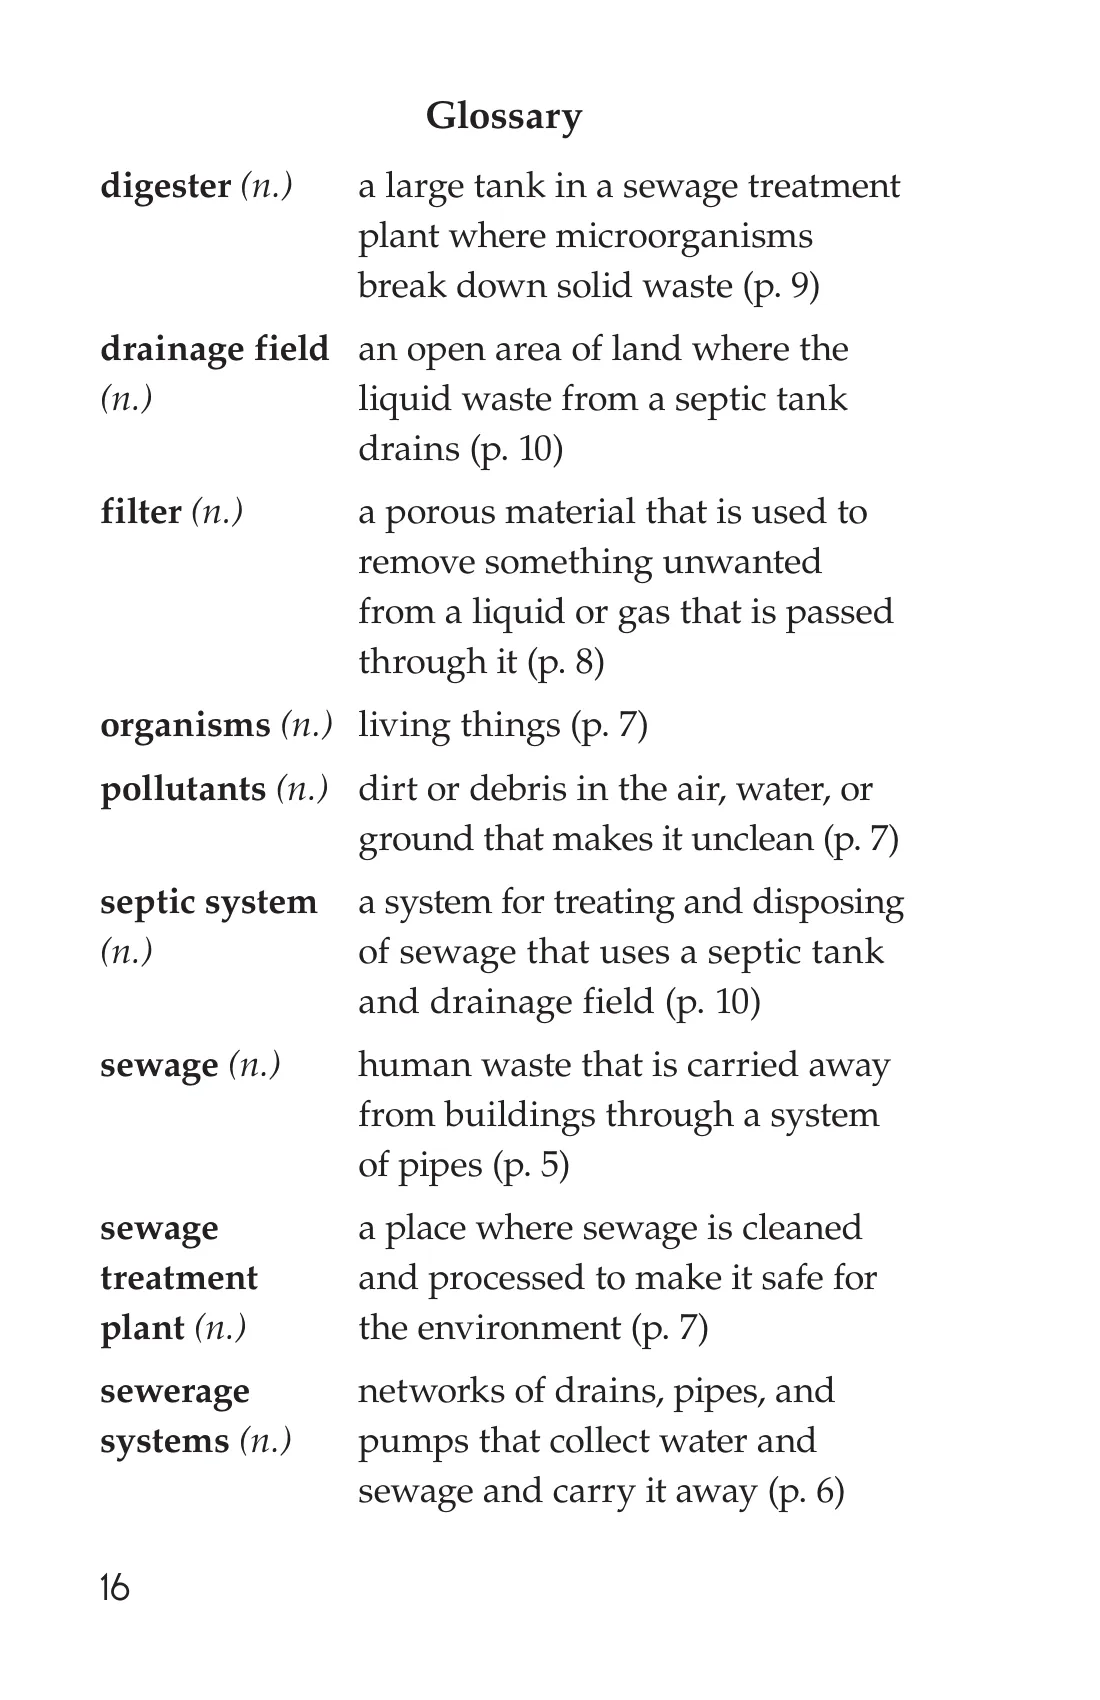 Glossary
digester (n.) a large tank in a sewage treatment
plant where microorganisms
break down solid waste (p. 9)
drainage field an open area of land where the
(n.) liquid waste from a septic tank
drains (p. 10)
filter (n.) a porous material that is used to
remove something unwanted
from a liquid or gas that is passed
through it (p. 8)
organisms (n.) living things (p. 7)
pollutants (n.) dirt or debris in the air, water, or
ground that makes it unclean (p. 7)
septic system a system for treating and disposing
(n.) of sewage that uses a septic tank
and drainage field (p. 10)
sewage (n.) human waste that is carried away
from buildings through a system
of pipes (p. 5)
sewage a place where sewage is cleaned
treatment and processed to make it safe for
plant (n.) the environment (p. 7)
sewerage networks of drains, pipes, and
systems (n.) pumps that collect water and
sewage and carry it away (p. 6)
16